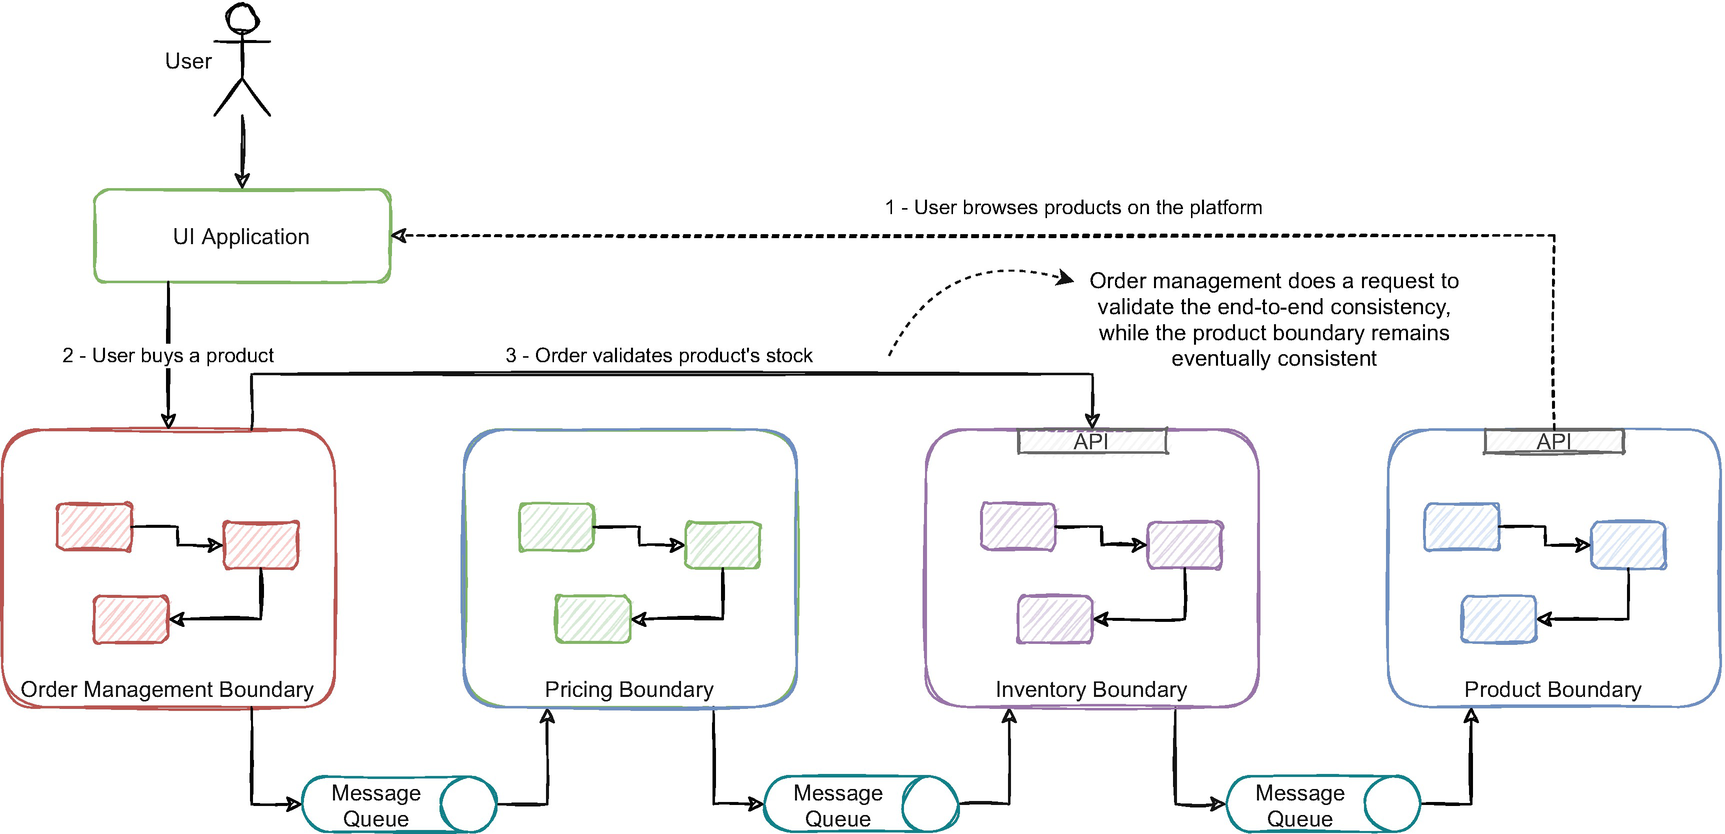 User
UI Application
1 - User browses products on the platform
Order management does a request to
validate the end-to-end consistency,
while the product boundary remains
eventually consistent
2 - User buys a product
3 - Order validates product's stock
API
API
Order Management Boundary
Pricing Boundary
Inventory Boundary
Product Boundary
Message
Queue
Message
Queue
Message
Queue